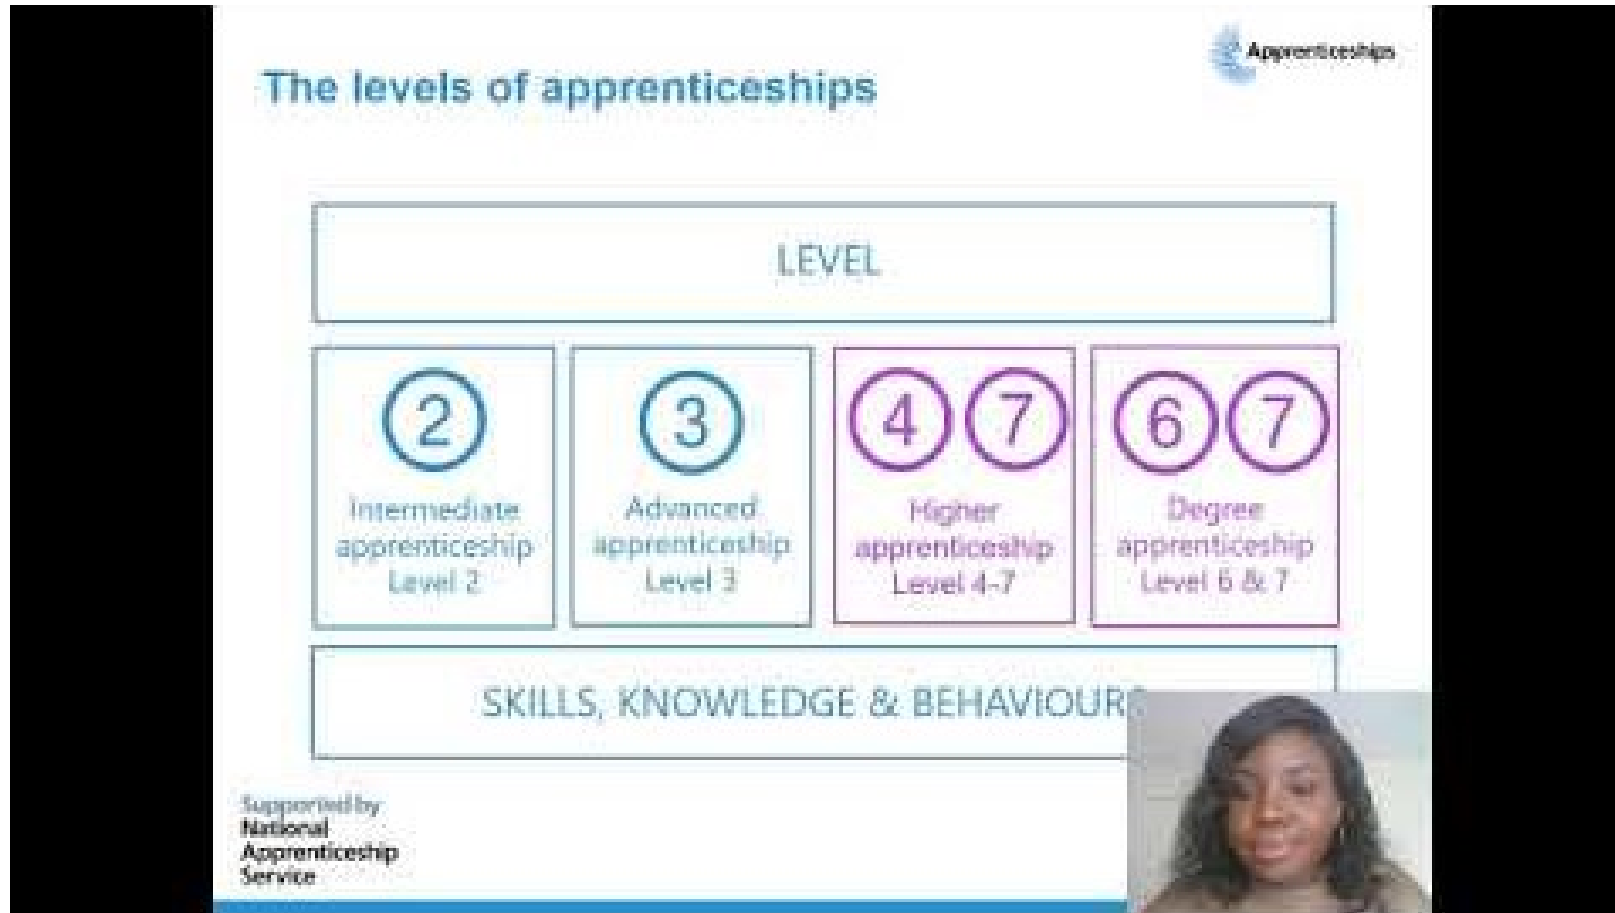 Apprenticeships
The levels of apprenticeships
LEVEL
2
Intermediate
apprenticeship
Level 2
3
Advanced
apprenticeship
Level 3
4 7
Higher
apprenticeship
Level 4-7
6 7
Degree
apprenticeship
Level 6 & 7
SKILLS, KNOWLEDGE & BEHAVIOURS
Supported by
National
Apprenticeship
Service